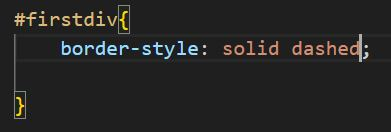 #firstdiv{
border-style: solid dashed;
}